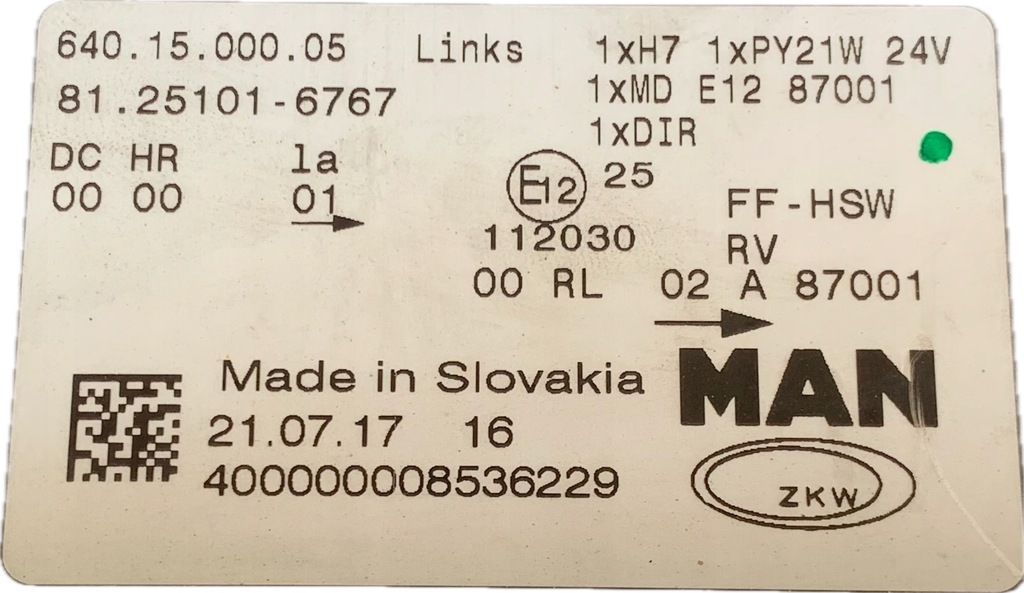 640.15.000.05 Links 1xH7 1xPY21W 24V
81.25101-6767 1xMD E12 87001
1xDIR
DC HR 1a
00 00 01
E12 25
FF-HSW
112030 RV
00 RL 02 A 87001
MAN
Made in Slovakia
21.07.17 16
400000008536229
ZKW